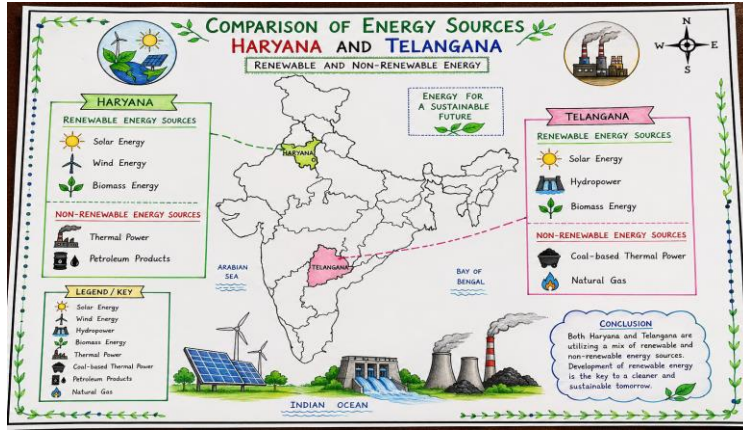 COMPARISON OF ENERGY SOURCES
HARYANA AND TELANGANA
RENEWABLE AND NON-RENEWABLE ENERGY
N
W E
S
HARYANA
RENEWABLE ENERGY SOURCES
Solar Energy
Wind Energy
Biomass Energy
NON-RENEWABLE ENERGY SOURCES
Thermal Power
Petroleum Products
LEGEND / KEY
Solar Energy
Wind Energy
Hydropower
Biomass Energy
Thermal Power
Coal-based Thermal Power
Petroleum Products
Natural Gas
ENERGY FOR
A SUSTAINABLE
FUTURE
HARYANA
TELANGANA
ARABIAN
SEA
BAY OF
BENGAL
INDIAN OCEAN
TELANGANA
RENEWABLE ENERGY SOURCES
Solar Energy
Hydropower
Biomass Energy
NON-RENEWABLE ENERGY SOURCES
Coal-based Thermal Power
Natural Gas
CONCLUSION
Both Haryana and Telangana are
utilizing a mix of renewable and
non-renewable energy sources.
Development of renewable energy
is the key to a cleaner and
sustainable tomorrow.